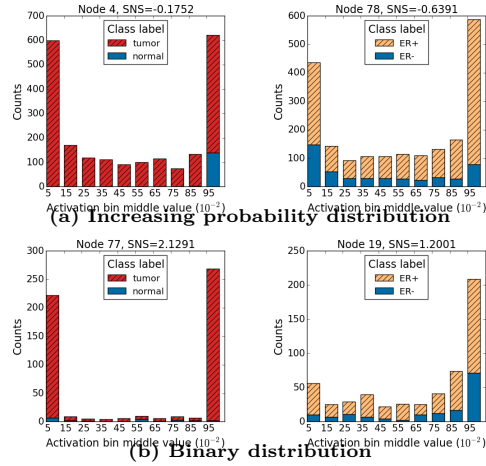 Node 4, SNS=-0.1752
Class label
tumor
normal
Counts
600
500
400
300
200
100
0
5 15 25 35 45 55 65 75 85 95
Activation bin middle value (10⁻²)
Node 78, SNS=-0.6391
Class label
ER+
ER-
Counts
600
500
400
300
200
100
0
5 15 25 35 45 55 65 78 85 95
Activation bin middle value (10⁻²)
(a) Increasing probability distribution
Node 77, SNS=2.1291
Class label
tumor
normal
Counts
300
250
200
150
100
50
0
5 15 25 35 45 55 65 75 85 95
Activation bin middle value (10⁻²)
Node 19, SNS=1.2001
Class label
ER+
ER-
Counts
250
200
150
100
50
0
5 15 25 35 45 55 65 75 85 95
Activation bin middle value (10⁻²)
(b) Binary distribution